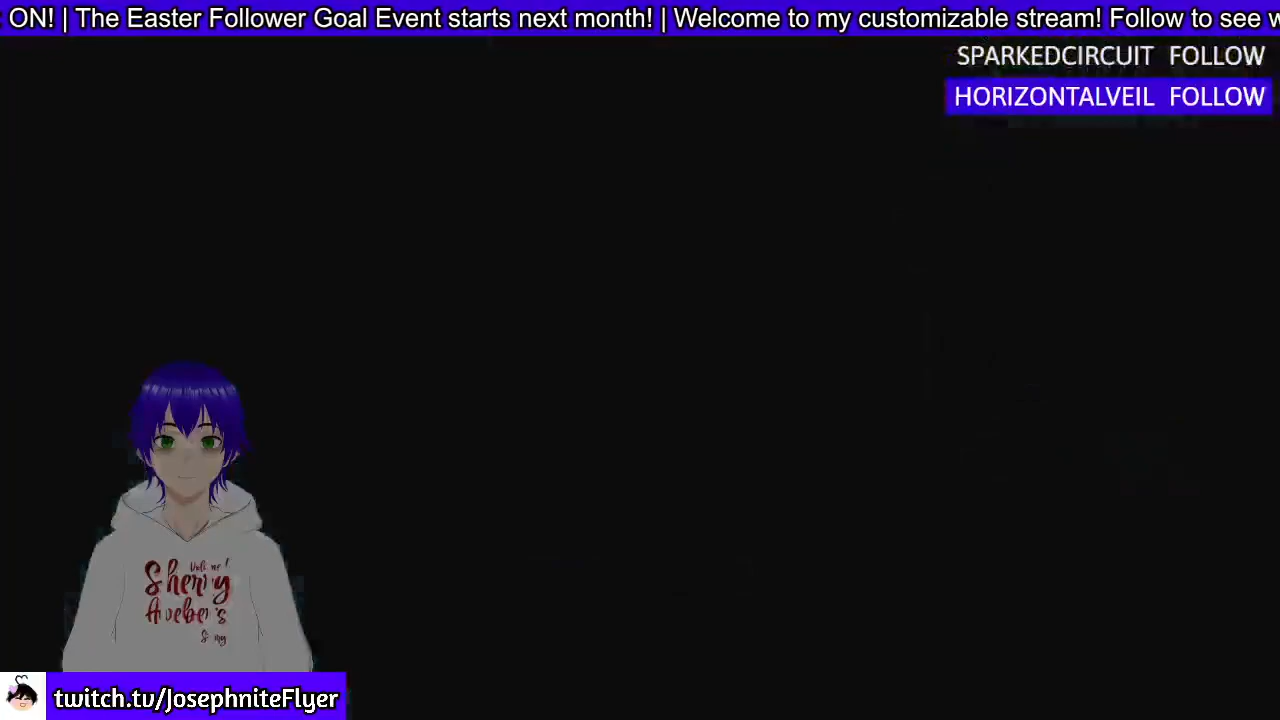 ON! | The Easter Follower Goal Event starts next month! | Welcome to my customizable stream! Follow to see w
SPARKEDCIRCUIT FOLLOW
HORIZONTALVEIL FOLLOW
Sherry
twitch.tv/JosephniteFlyer